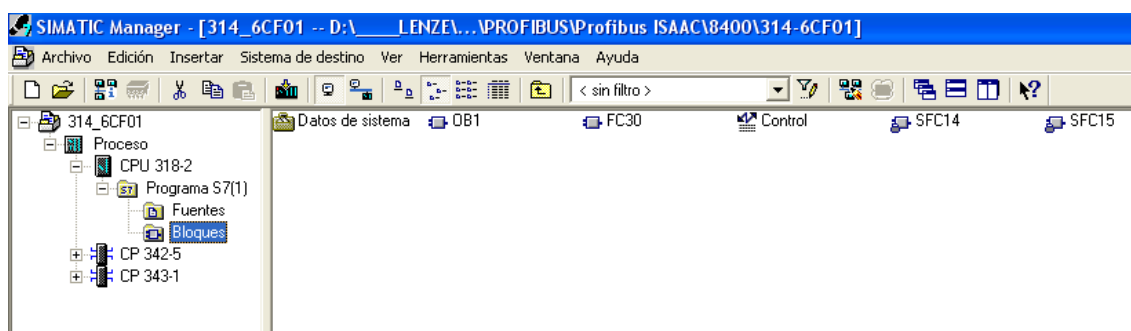 SIMATIC Manager - [314_6CF01 -- D:\____LENZE\...\PROFIBUS\Profibus ISAAC\8400\314-6CF01]
Archivo Edición Insertar Sistema de destino Ver Herramientas Ventana Ayuda
< sin filtro >
314_6CF01
Proceso
CPU 318-2
S7 Programa S7(1)
Fuentes
Bloques
CP 342-5
CP 343-1
Datos de sistema OB1 FC30 Control SFC14 SFC15